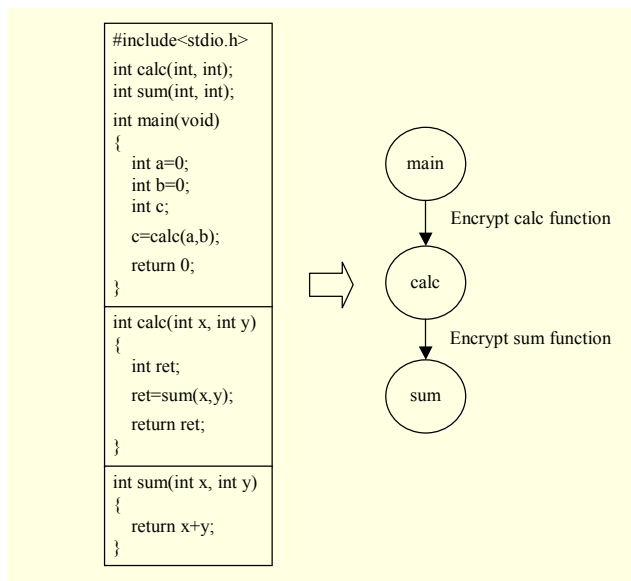 #include<stdio.h>
int calc(int, int);
int sum(int, int);
int main(void)
{
int a=0;
int b=0;
int c;
c=calc(a,b);
return 0;
}
int calc(int x, int y)
{
int ret;
ret=sum(x,y);
return ret;
}
int sum(int x, int y)
{
return x+y;
}
main
Encrypt calc function
calc
Encrypt sum function
sum